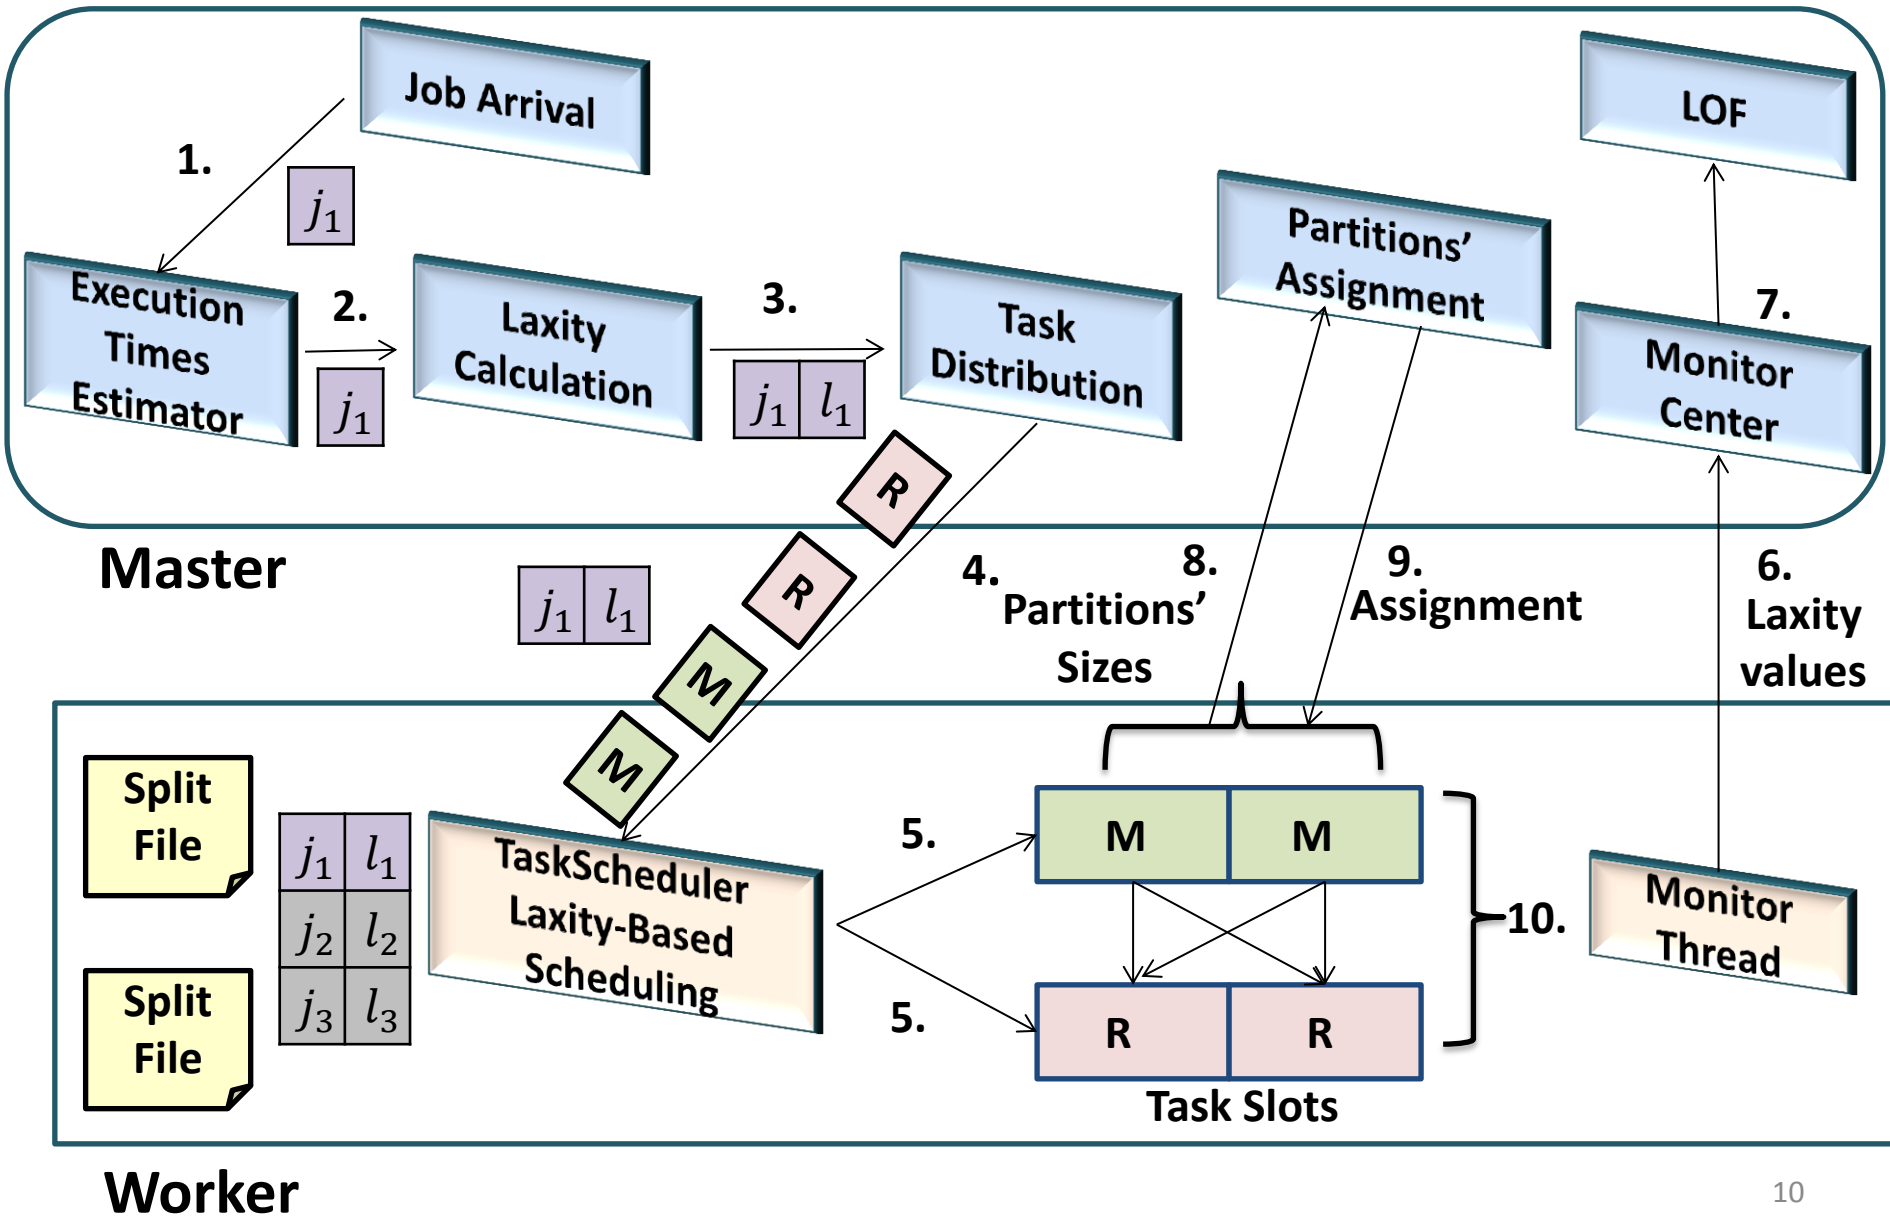 Job Arrival
LOF
1.
j1
Partitions'
Assignment
Execution
Times
Estimator
2.
j1
Laxity
Calculation
3.
j1 l1
Task
Distribution
7.
Monitor
Center
R
R
M
M
Master
j1 l1
4.
8.
Partitions'
Sizes
9.
Assignment
6.
Laxity
values
Split
File
Split
File
j1 l1
j2 l2
j3 l3
TaskScheduler
Laxity-Based
Scheduling
5.
5.
M M
R R
Task Slots
10.
Monitor
Thread
Worker
10